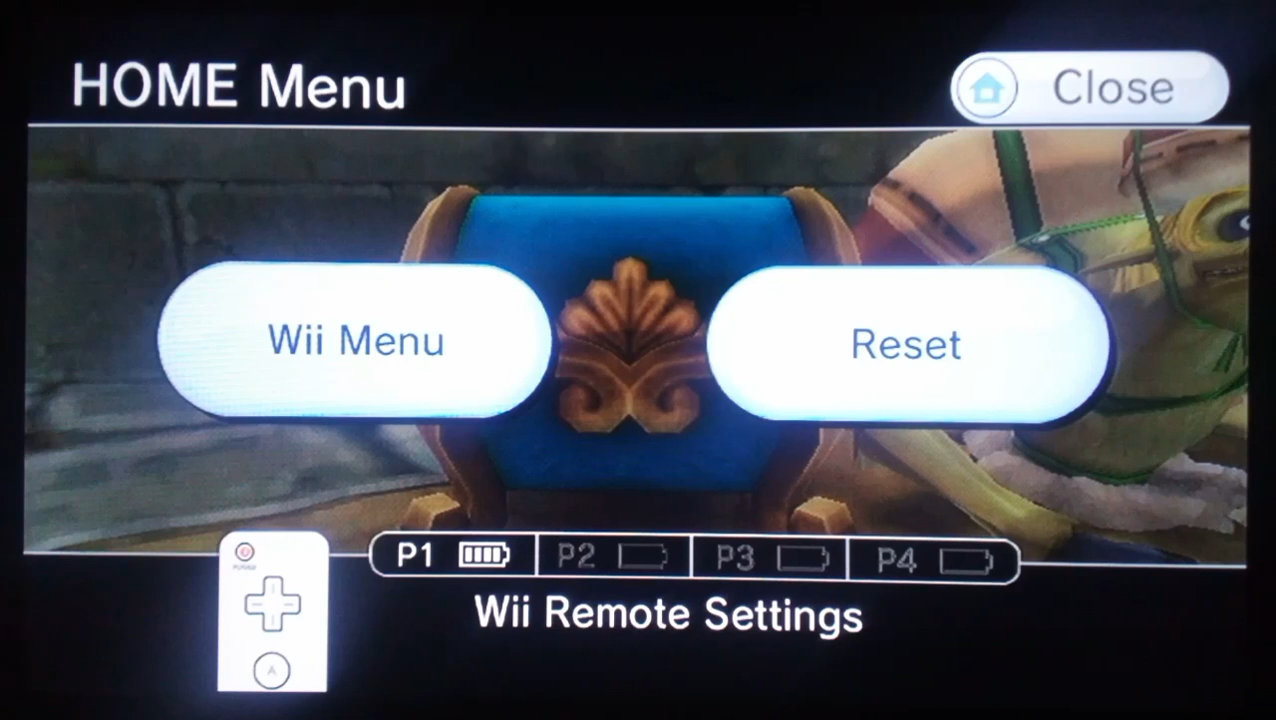 HOME Menu
Close
Wii Menu
Reset
P1 P2 P3 P4
Wii Remote Settings
A